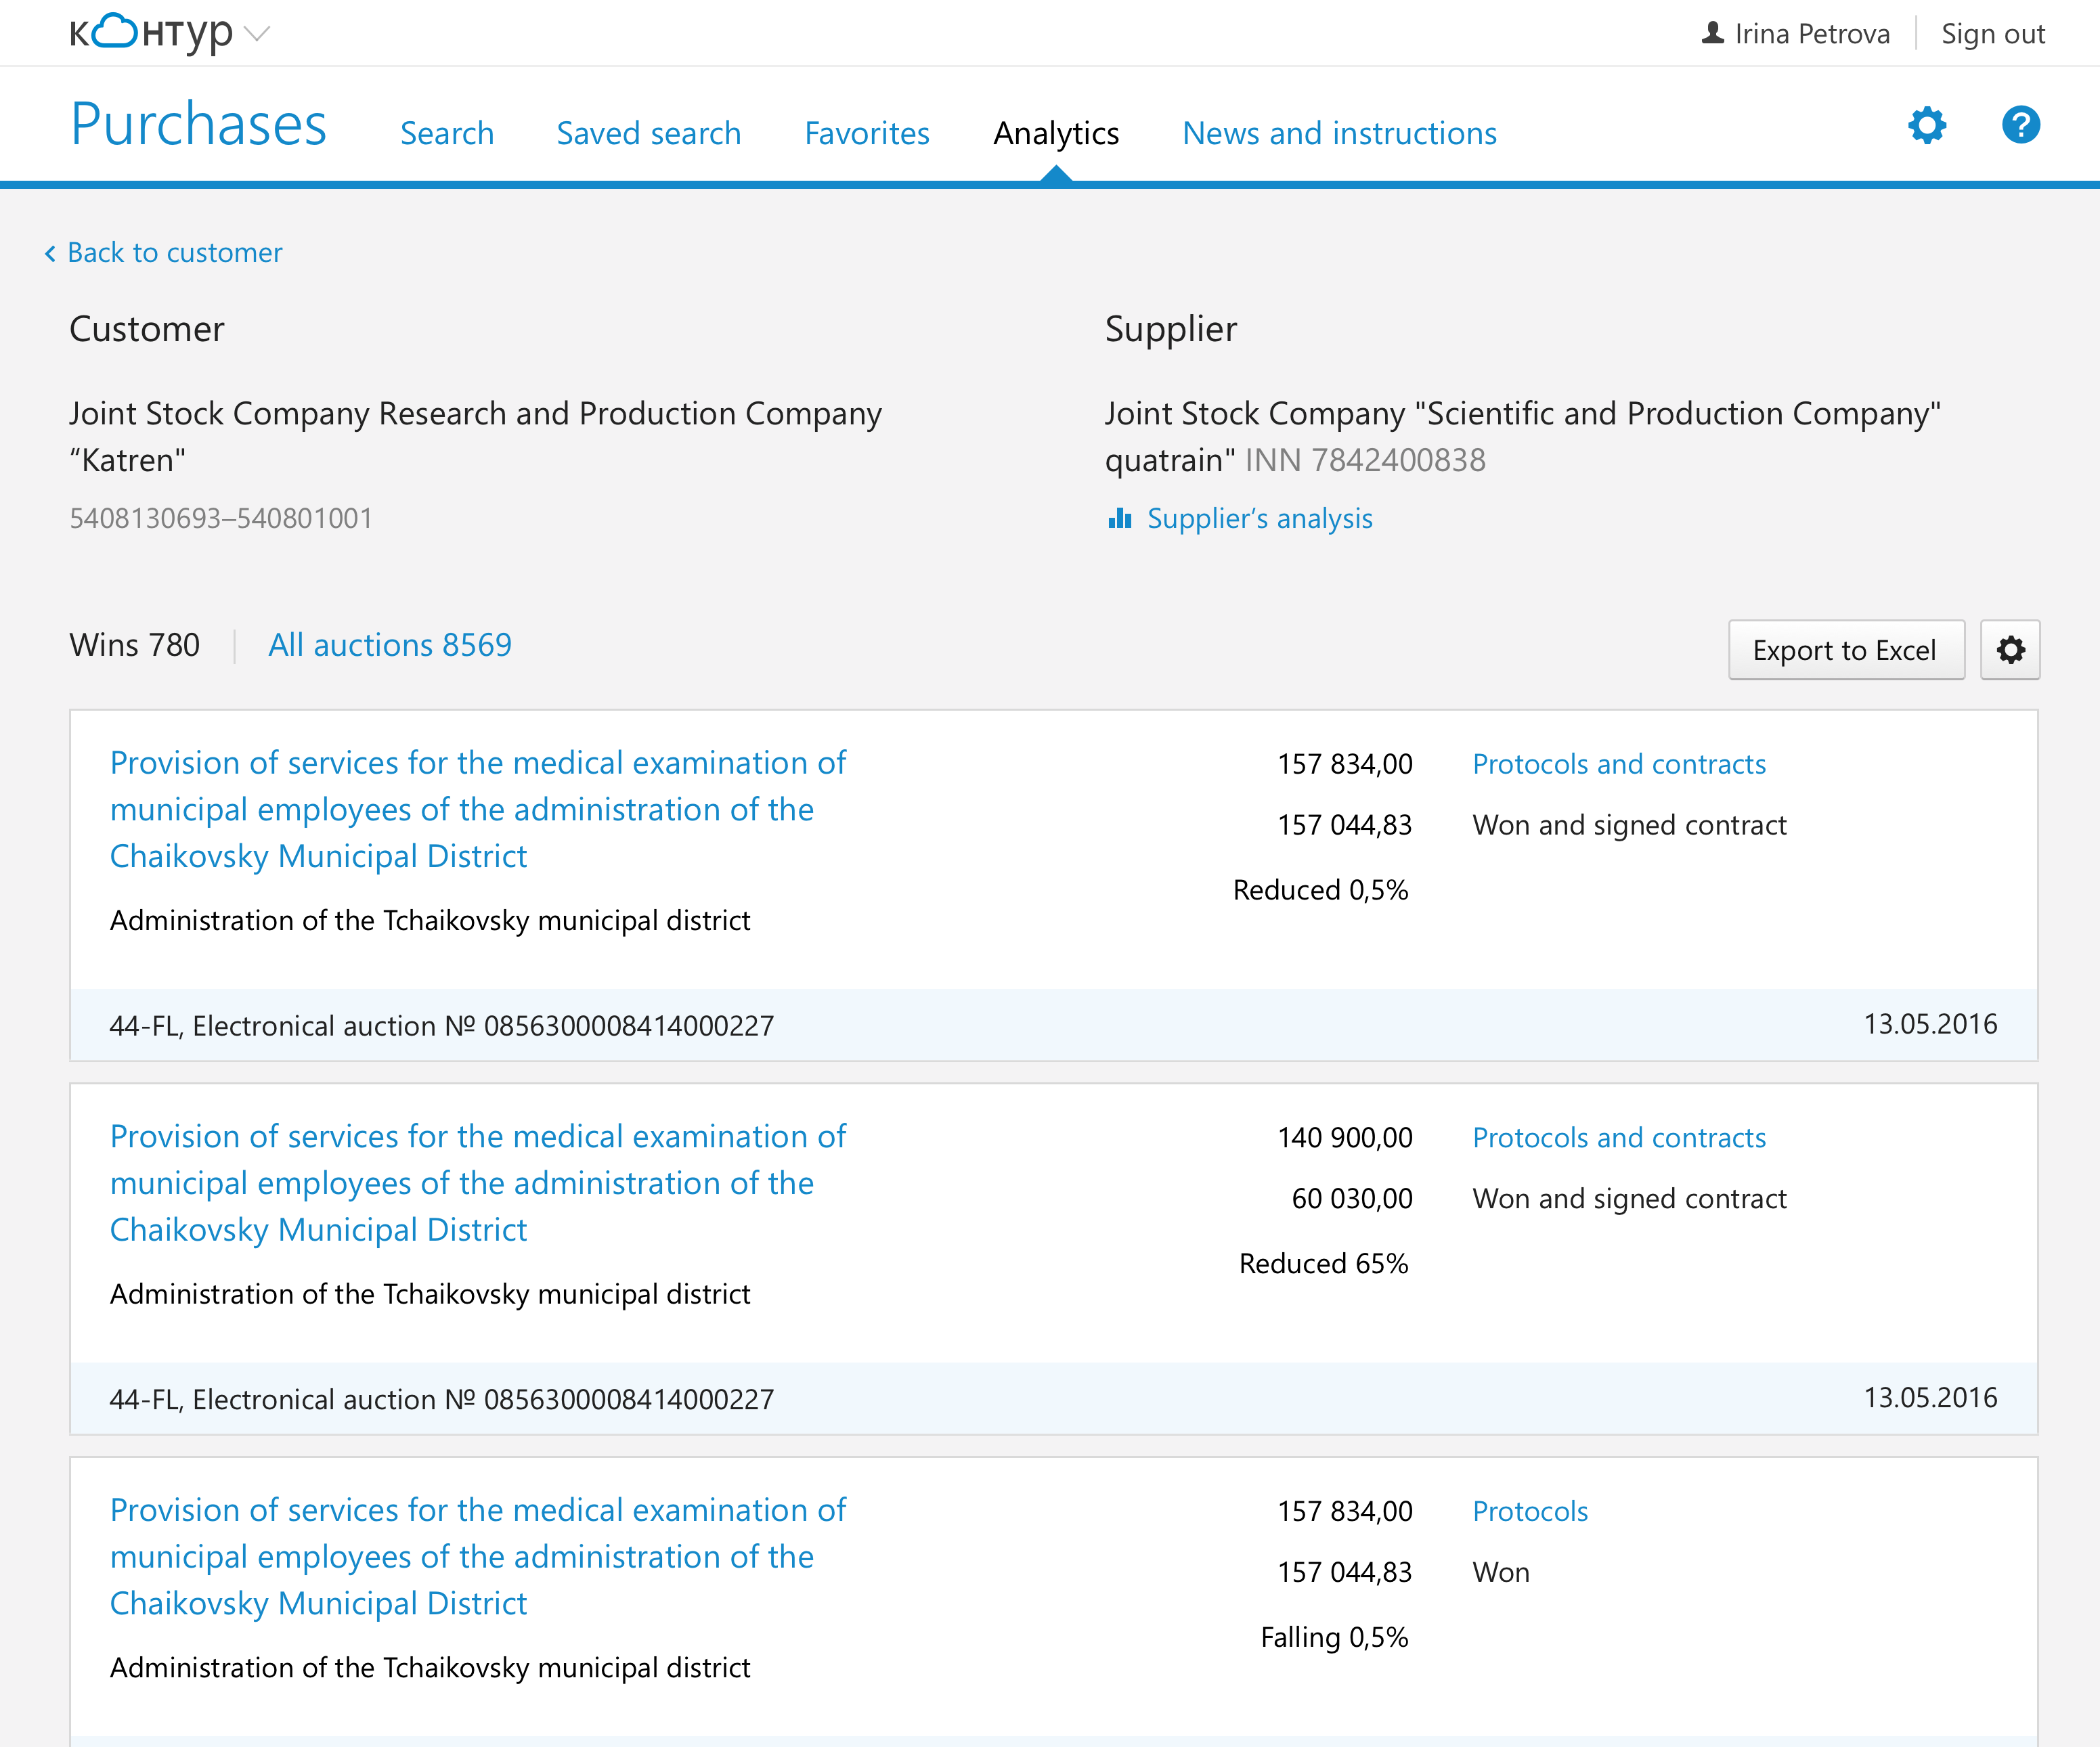 контур
Irina Petrova
Sign out
Purchases
Search
Saved search
Favorites
Analytics
News and instructions
?
Back to customer
Customer
Joint Stock Company Research and Production Company
“Katren"
5408130693–540801001
Supplier
Joint Stock Company "Scientific and Production Company"
quatrain" INN 7842400838
Supplier’s analysis
Wins 780
All auctions 8569
Export to Excel
Provision of services for the medical examination of
municipal employees of the administration of the
Chaikovsky Municipal District
Administration of the Tchaikovsky municipal district
157 834,00
Protocols and contracts
157 044,83
Won and signed contract
Reduced 0,5%
44-FL, Electronical auction № 0856300008414000227
13.05.2016
Provision of services for the medical examination of
municipal employees of the administration of the
Chaikovsky Municipal District
Administration of the Tchaikovsky municipal district
140 900,00
Protocols and contracts
60 030,00
Won and signed contract
Reduced 65%
44-FL, Electronical auction № 0856300008414000227
13.05.2016
Provision of services for the medical examination of
municipal employees of the administration of the
Chaikovsky Municipal District
Administration of the Tchaikovsky municipal district
157 834,00
Protocols
157 044,83
Won
Falling 0,5%